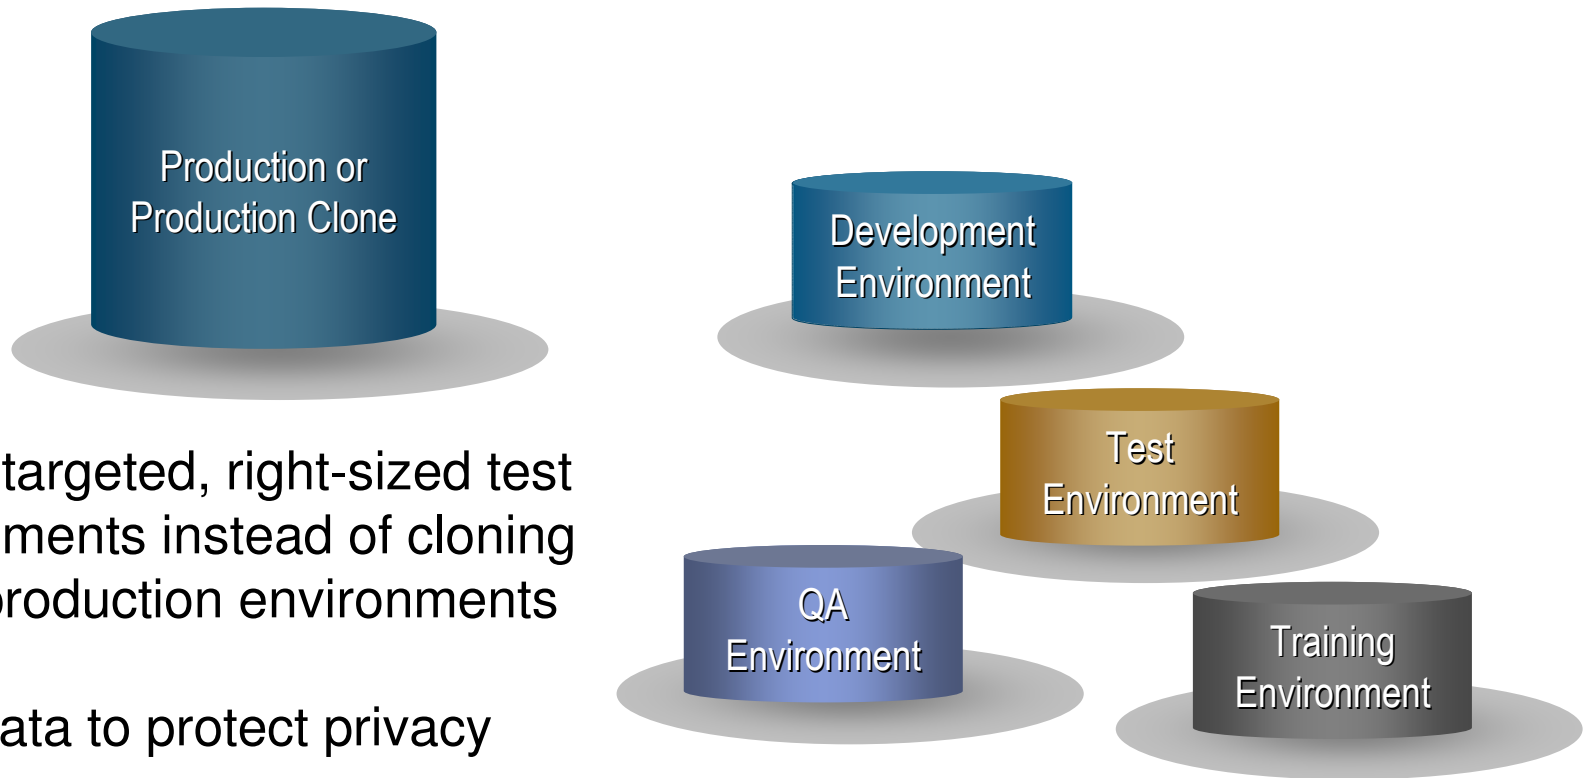 Production or
Production Clone
Development
Environment
Test
Environment
QA
Environment
Training
Environment
targeted, right-sized test
ments instead of cloning
production environments
ata to protect privacy